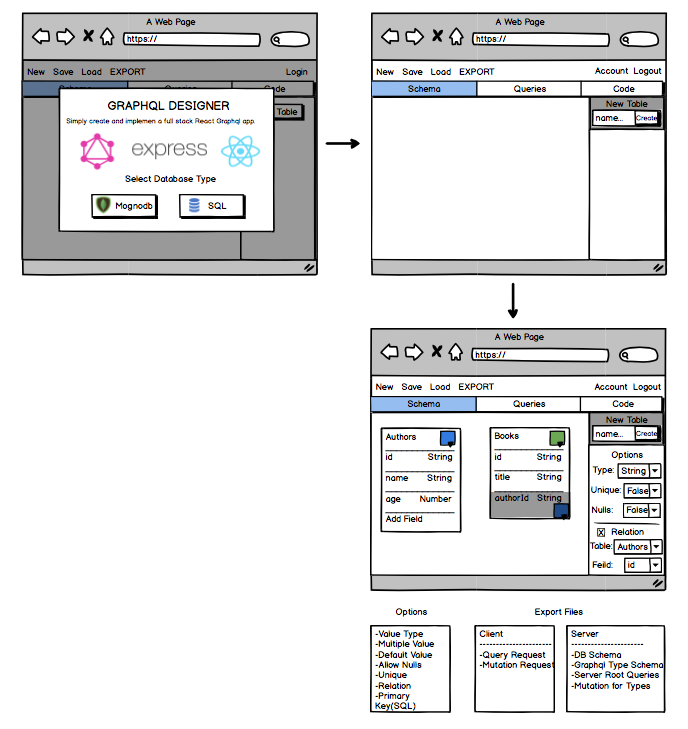 A Web Page
https://
New Save Load EXPORT
Login
Queries
Code
Table
GRAPHQL DESIGNER
Simply create and implemen a full stack React Graphql app.
express
Select Database Type
Mognodb
SQL
A Web Page
https://
New Save Load EXPORT
Account Logout
Schema
Queries
Code
New Table
name...
Create
A Web Page
https://
New Save Load EXPORT
Account Logout
Schema
Queries
Code
New Table
name...
Create
Authors
id String
name String
age Number
Add Field
Books
id String
title String
authorId String
Options
Type: String
Unique: False
Nulls: False
x Relation
Table: Authors
Feild: id
Options
-Value Type
-Multiple Value
-Default Value
-Allow Nulls
-Unique
-Relation
-Primary
Key(SQL)
Export Files
Client
-----------------------
-Query Request
-Mutation Request
Server
-----------------------
-DB Schema
-Graphql Type Schema
-Server Root Queries
-Mutation for Types